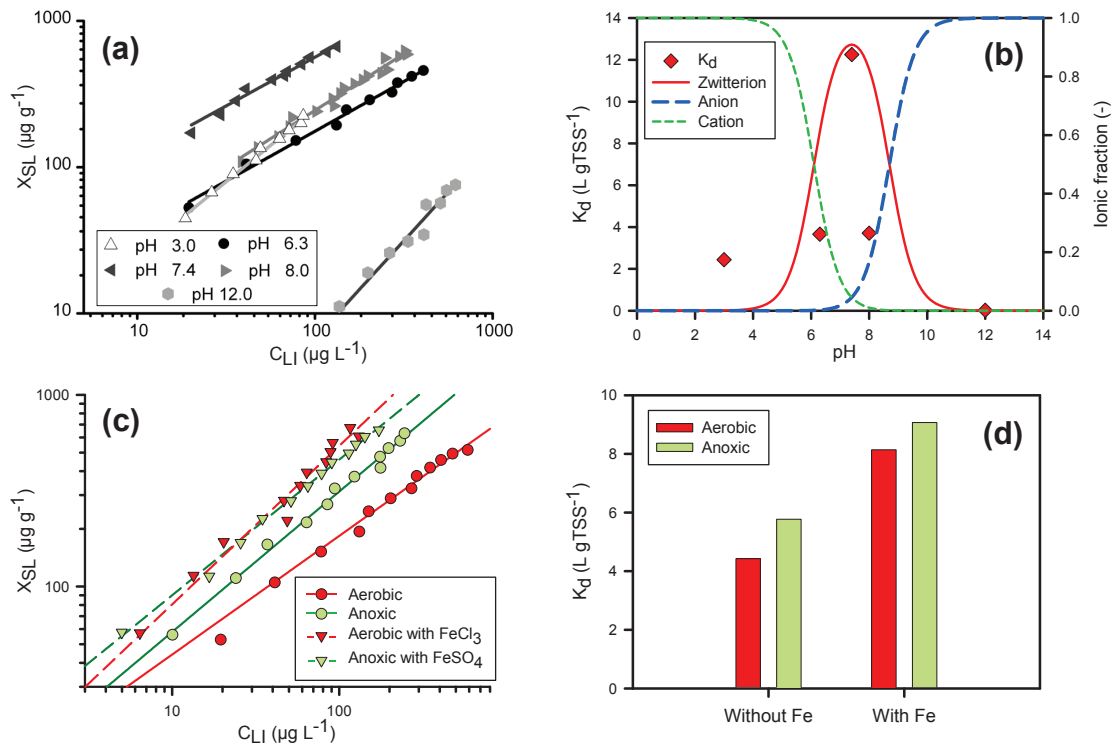 (a)
1000
100
10
X_SL (µg g⁻¹)
pH 3.0
pH 6.3
pH 7.4
pH 8.0
pH 12.0
10
100
1000
C_LI (µg L⁻¹)
(b)
14
12
10
8
6
4
2
0
K_d (L gTSS⁻¹)
K_d
Zwitterion
Anion
Cation
1.0
0.8
0.6
0.4
0.2
0.0
Ionic fraction (-)
0 2 4 6 8 10 12 14
pH
(c)
1000
100
X_SL (µg g⁻¹)
Aerobic
Anoxic
Aerobic with FeCl₃
Anoxic with FeSO₄
10
100
C_LI (µg L⁻¹)
(d)
8
6
4
2
0
K_d (L gTSS⁻¹)
Aerobic
Anoxic
Without Fe
With Fe